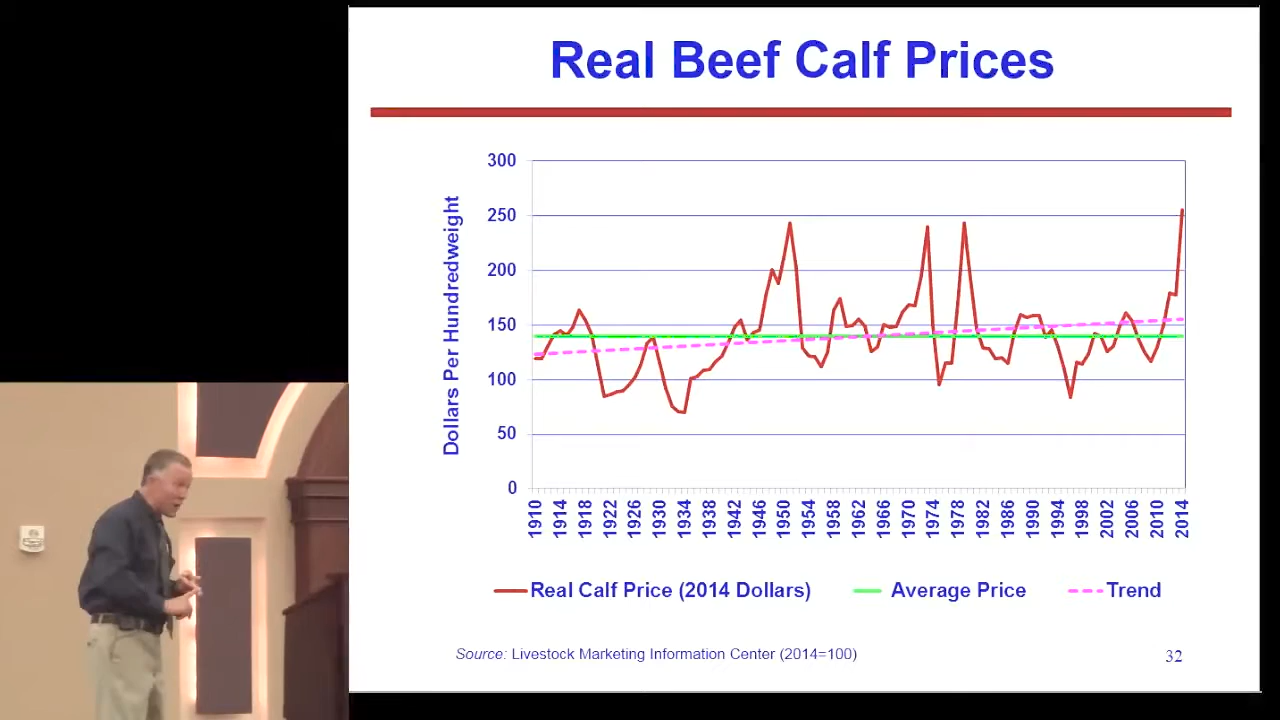 Real Beef Calf Prices
Dollars Per Hundredweight
300
250
200
150
100
50
0
1910 1914 1918 1922 1926 1930 1934 1938 1942 1946 1950 1954 1958 1962 1966 1970 1974 1978 1982 1986 1990 1994 1998 2002 2006 2010 2014
Real Calf Price (2014 Dollars) Average Price Trend
Source: Livestock Marketing Information Center (2014=100)
32